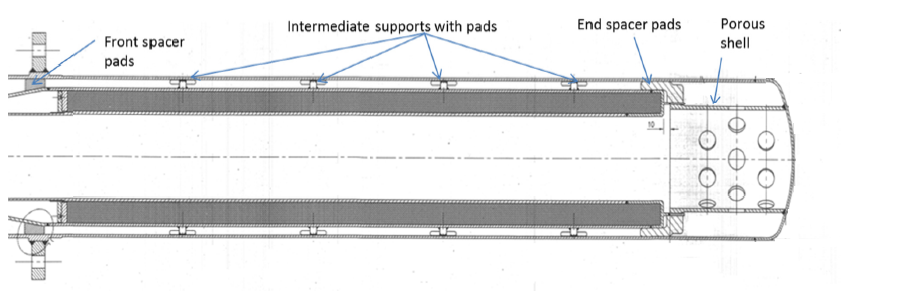 Intermediate supports with pads
End spacer pads
Porous
shell
Front spacer
pads
10